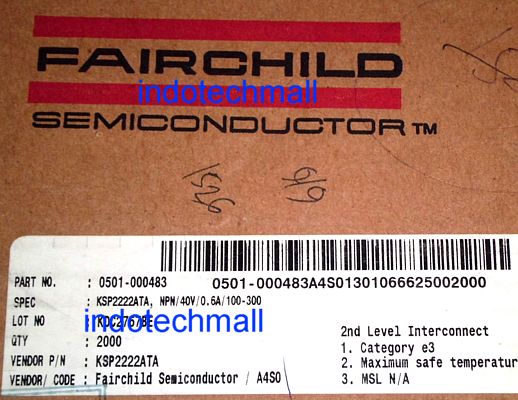 FAIRCHILD
indotechmall
SEMICONDUCTOR™
PART NO. : 0501-000483
0501-000483A4S01301066625002000
SPEC : KSP2222ATA, NPN/40V/0.6A/100-300
LOT NO :
indotechmall
QTY : 2000
VENDOR P/N : KSP2222ATA
VENDOR/ CODE : Fairchild Semiconductor / A4S0
2nd Level Interconnect
1. Category e3
2. Maximum safe temperatur
3. MSL N/A